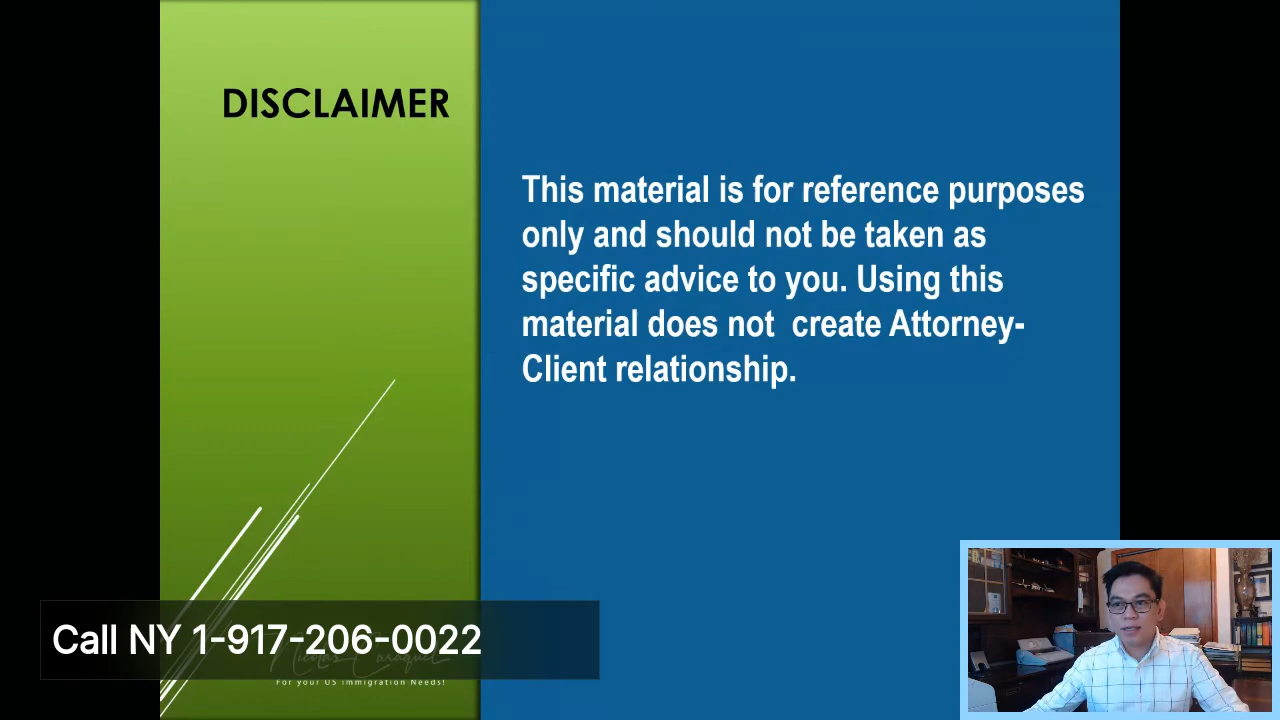 DISCLAIMER
This material is for reference purposes
only and should not be taken as
specific advice to you. Using this
material does not create Attorney-
Client relationship.
Call NY 1-917-206-0022
For your US immigration Needs!